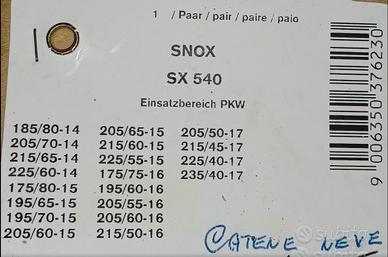 1 / Paar / pair / paire / paio
SNOX
SX 540
Einsatzbereich PKW
185/80-14 205/65-15 205/50-17
205/70-14 215/60-15 215/45-17
215/65-14 225/55-15 225/40-17
225/60-14 175/75-16 235/40-17
175/80-15 195/60-16
195/65-15 205/55-16
195/70-15 205/60-16
205/60-15 215/50-16
9 006350 376230
CATENE NEVE
subito